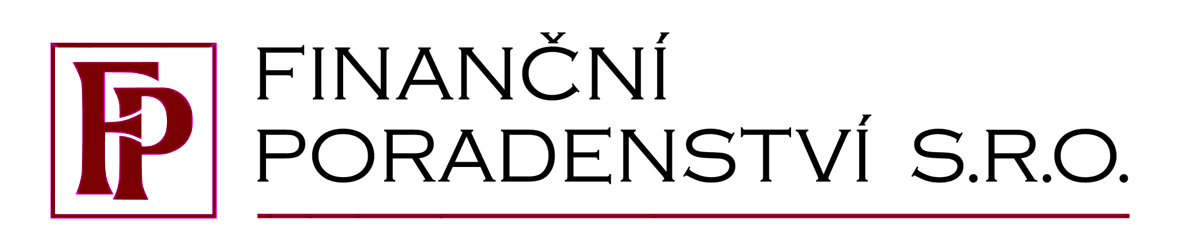 FP
FINANČNÍ
PORADENSTVÍ S.R.O.